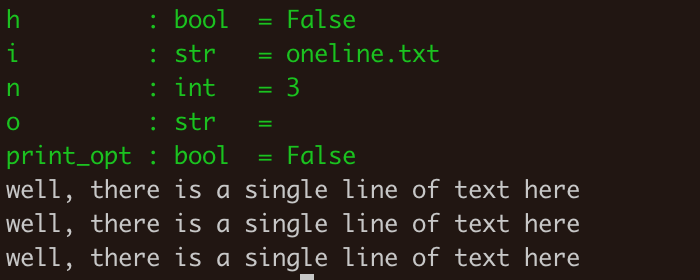 h         : bool  = False
i         : str   = oneline.txt
n         : int   = 3
o         : str   =
print_opt : bool  = False
well, there is a single line of text here
well, there is a single line of text here
well, there is a single line of text here